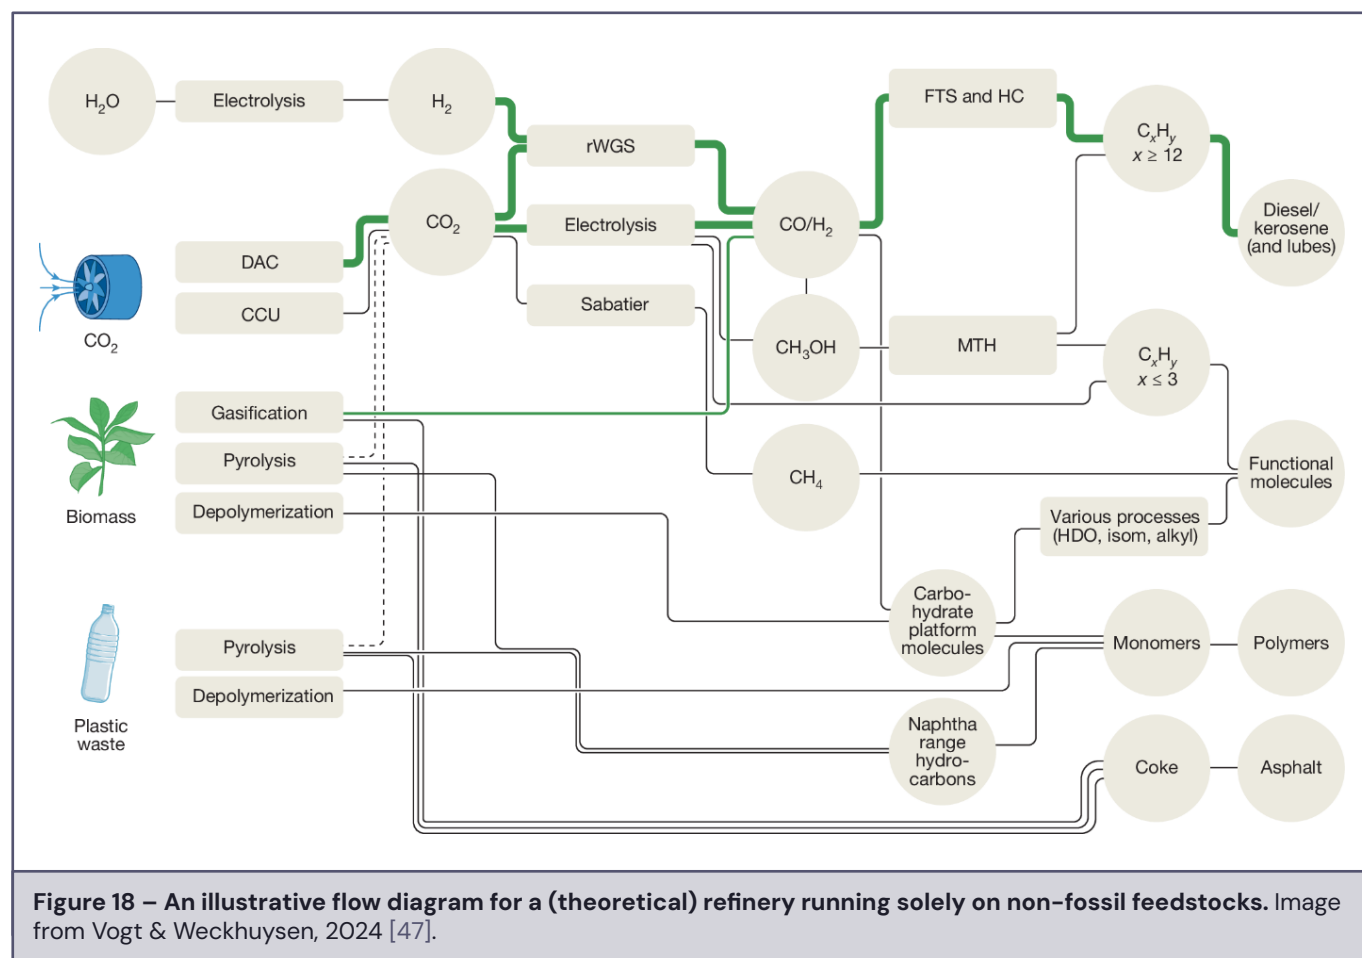 H₂O
Electrolysis
H₂
rWGS
FTS and HC
CₓHᵧ
x ≥ 12
Diesel/
kerosene
(and lubes)
CO₂
Electrolysis
CO/H₂
DAC
CCU
CO₂
Sabatier
CH₃OH
MTH
CₓHᵧ
x ≤ 3
Gasification
Pyrolysis
Depolymerization
Biomass
CH₄
Functional
molecules
Various processes
(HDO, isom, alkyl)
Carbo-
hydrate
platform
molecules
Monomers
Polymers
Pyrolysis
Depolymerization
Plastic
waste
Naphtha
range
hydro-
carbons
Coke
Asphalt
Figure 18 – An illustrative flow diagram for a (theoretical) refinery running solely on non-fossil feedstocks. Image
from Vogt & Weckhuysen, 2024 [47].